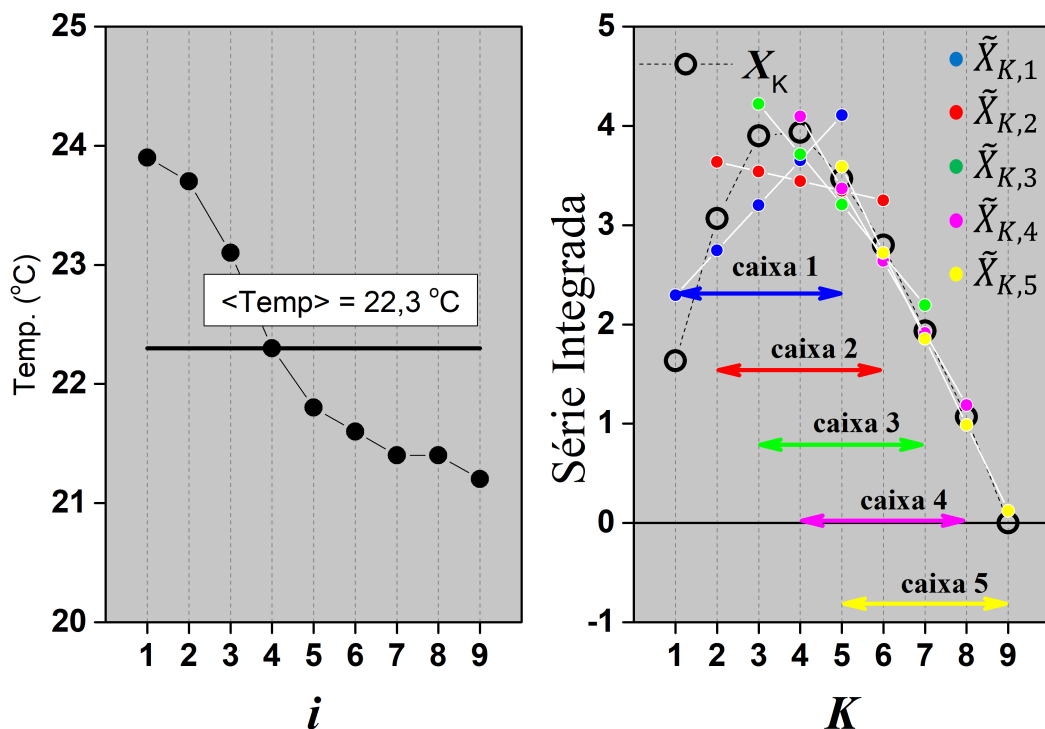 25
24
23
22
21
20
Temp. (°C)
<Temp> = 22,3 °C
1 2 3 4 5 6 7 8 9
i
5
4
3
2
1
0
-1
Série Integrada
X_K
X̃_{K,1}
X̃_{K,2}
X̃_{K,3}
X̃_{K,4}
X̃_{K,5}
caixa 1
caixa 2
caixa 3
caixa 4
caixa 5
1 2 3 4 5 6 7 8 9
K